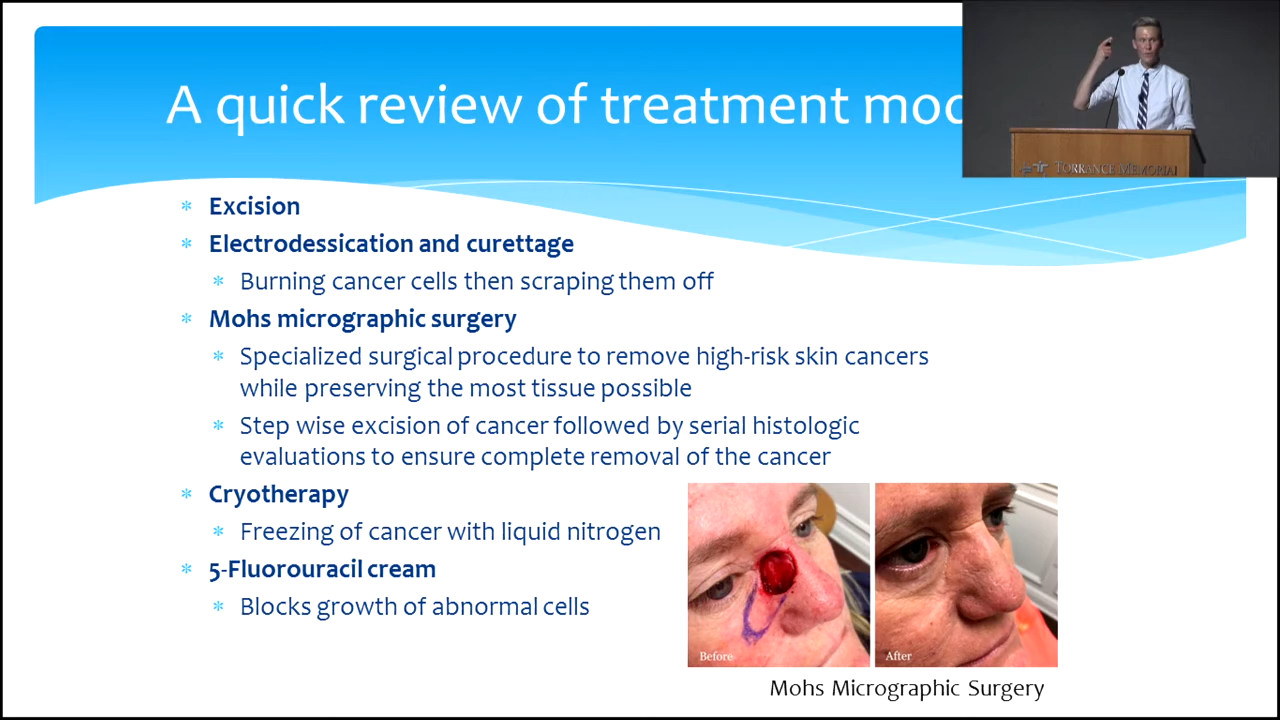 A quick review of treatment
TORRANCE MEMORIAL
* Excision
* Electrodessication and curettage
* Burning cancer cells then scraping them off
* Mohs micrographic surgery
* Specialized surgical procedure to remove high-risk skin cancers
while preserving the most tissue possible
* Step wise excision of cancer followed by serial histologic
evaluations to ensure complete removal of the cancer
* Cryotherapy
* Freezing of cancer with liquid nitrogen
* 5-Fluorouracil cream
* Blocks growth of abnormal cells
Before
After
Mohs Micrographic Surgery